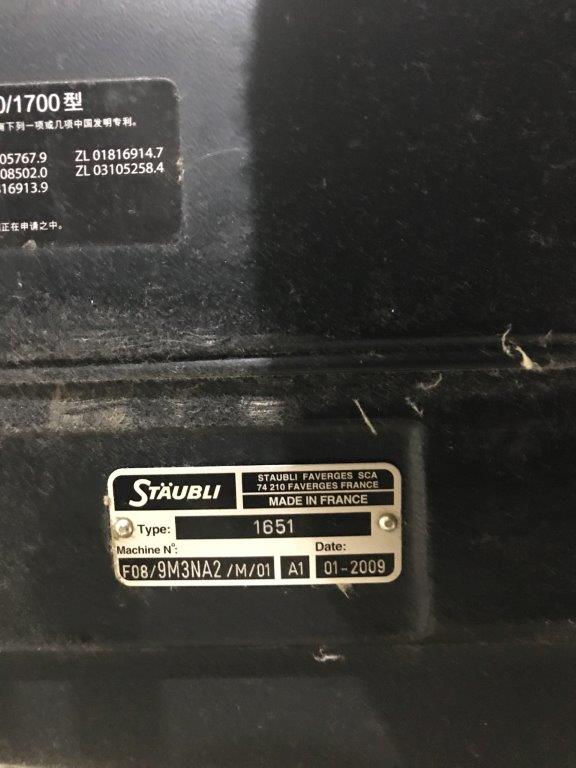 0/1700型
有下列一项或几项中国发明专利。
05767.9 ZL 01816914.7
08502.0 ZL 03105258.4
16913.9
正在申请之中。
STÄUBLI
STAUBLI FAVERGES SCA
74 210 FAVERGES FRANCE
MADE IN FRANCE
Type: 1651
Machine Nº: Date:
F08/9M3NA2/M/01 A1 01-2009